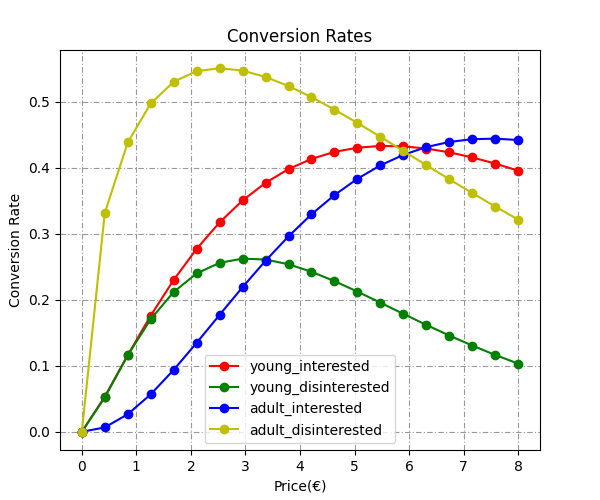 Conversion Rates
Conversion Rate
0.5
0.4
0.3
0.2
0.1
0.0
young_interested
young_disinterested
adult_interested
adult_disinterested
0 1 2 3 4 5 6 7 8
Price(€)